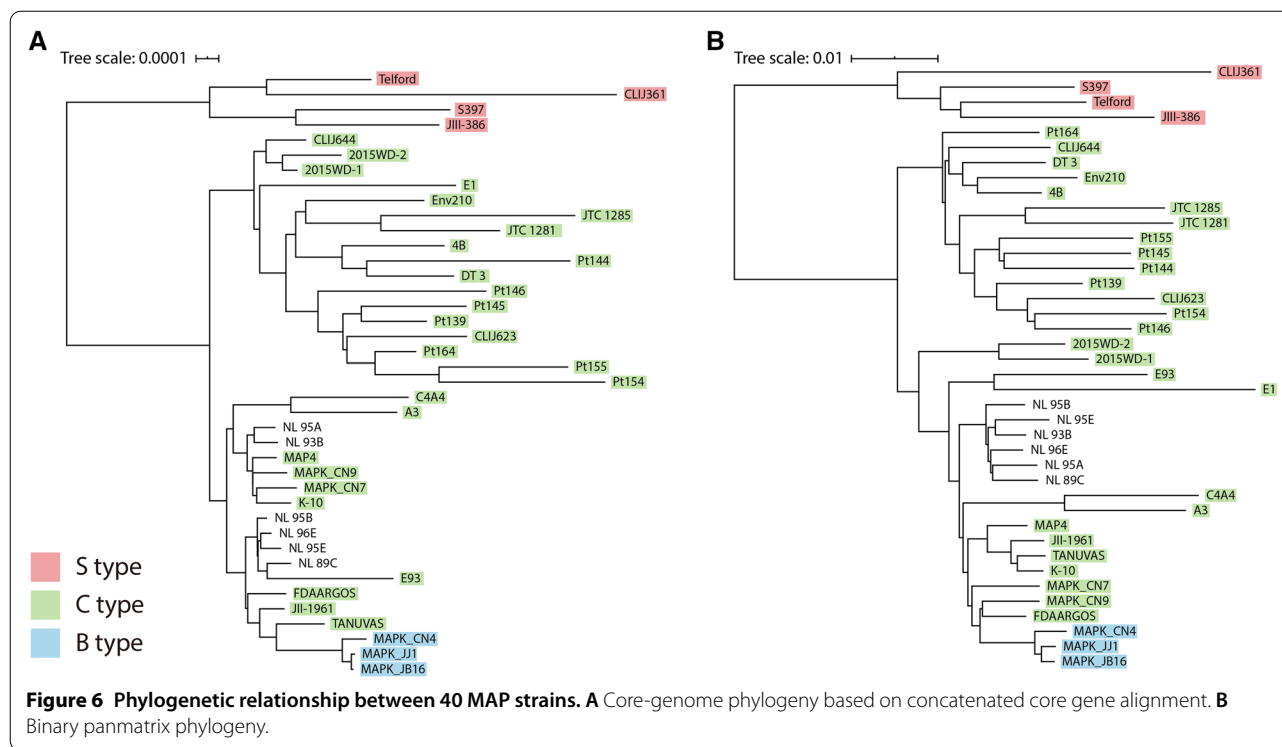 A
Tree scale: 0.0001
Telford
CLIJ361
S397
JIII-386
CLIJ644
2015WD-2
2015WD-1
E1
Env210
JTC 1285
JTC 1281
4B
Pt144
DT 3
Pt146
Pt145
Pt139
CLIJ623
Pt164
Pt155
Pt154
C4A4
A3
NL 95A
NL 93B
MAP4
MAPK_CN9
MAPK_CN7
K-10
NL 95B
NL 96E
NL 95E
NL 89C
E93
FDAARGOS
JII-1961
TANUVAS
MAPK_CN4
MAPK_JJ1
MAPK_JB16
S type
C type
B type
B
Tree scale: 0.01
CLIJ361
S397
Telford
JIII-386
Pt164
CLIJ644
DT 3
Env210
4B
JTC 1285
JTC 1281
Pt155
Pt145
Pt144
Pt139
CLIJ623
Pt154
Pt146
2015WD-2
2015WD-1
E93
E1
NL 95B
NL 95E
NL 93B
NL 96E
NL 95A
NL 89C
C4A4
A3
MAP4
JII-1961
TANUVAS
K-10
MAPK_CN7
MAPK_CN9
FDAARGOS
MAPK_CN4
MAPK_JJ1
MAPK_JB16
Figure 6 Phylogenetic relationship between 40 MAP strains. A Core-genome phylogeny based on concatenated core gene alignment. B
Binary panmatrix phylogeny.